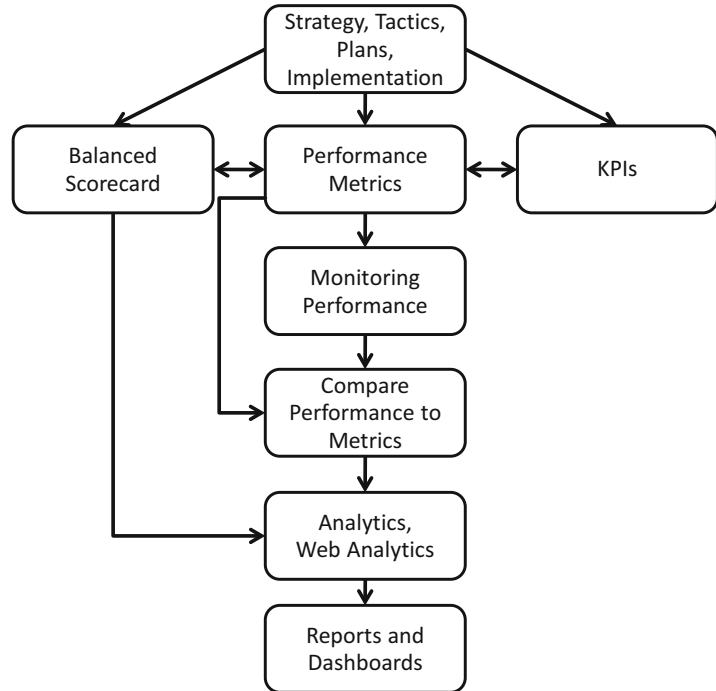 Strategy, Tactics,
Plans,
Implementation
Balanced
Scorecard
Performance
Metrics
KPIs
Monitoring
Performance
Compare
Performance to
Metrics
Analytics,
Web Analytics
Reports and
Dashboards